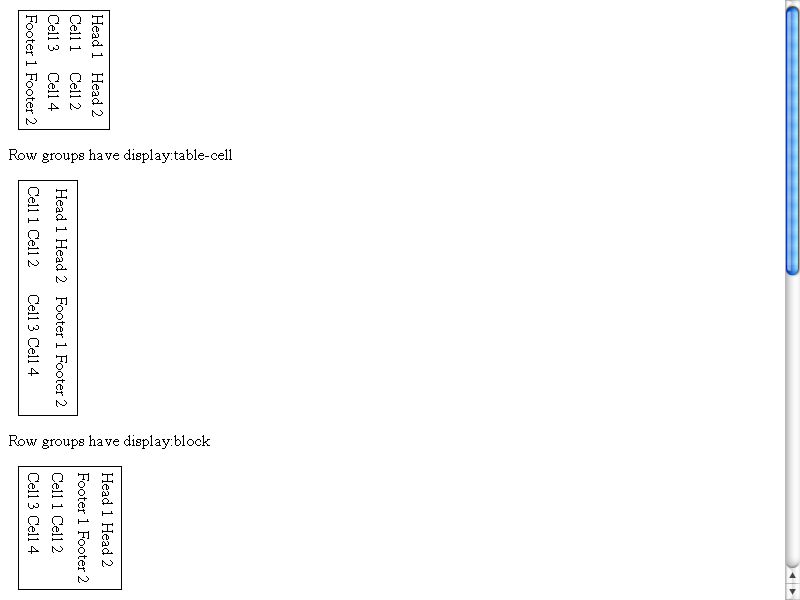 Head 1 Head 2
Cell 1 Cell 2
Cell 3 Cell 4
Footer 1 Footer 2
Row groups have display:table-cell
Head 1 Head 2 Footer 1 Footer 2
Cell 1 Cell 2 Cell 3 Cell 4
Row groups have display:block
Head 1 Head 2
Footer 1 Footer 2
Cell 1 Cell 2
Cell 3 Cell 4